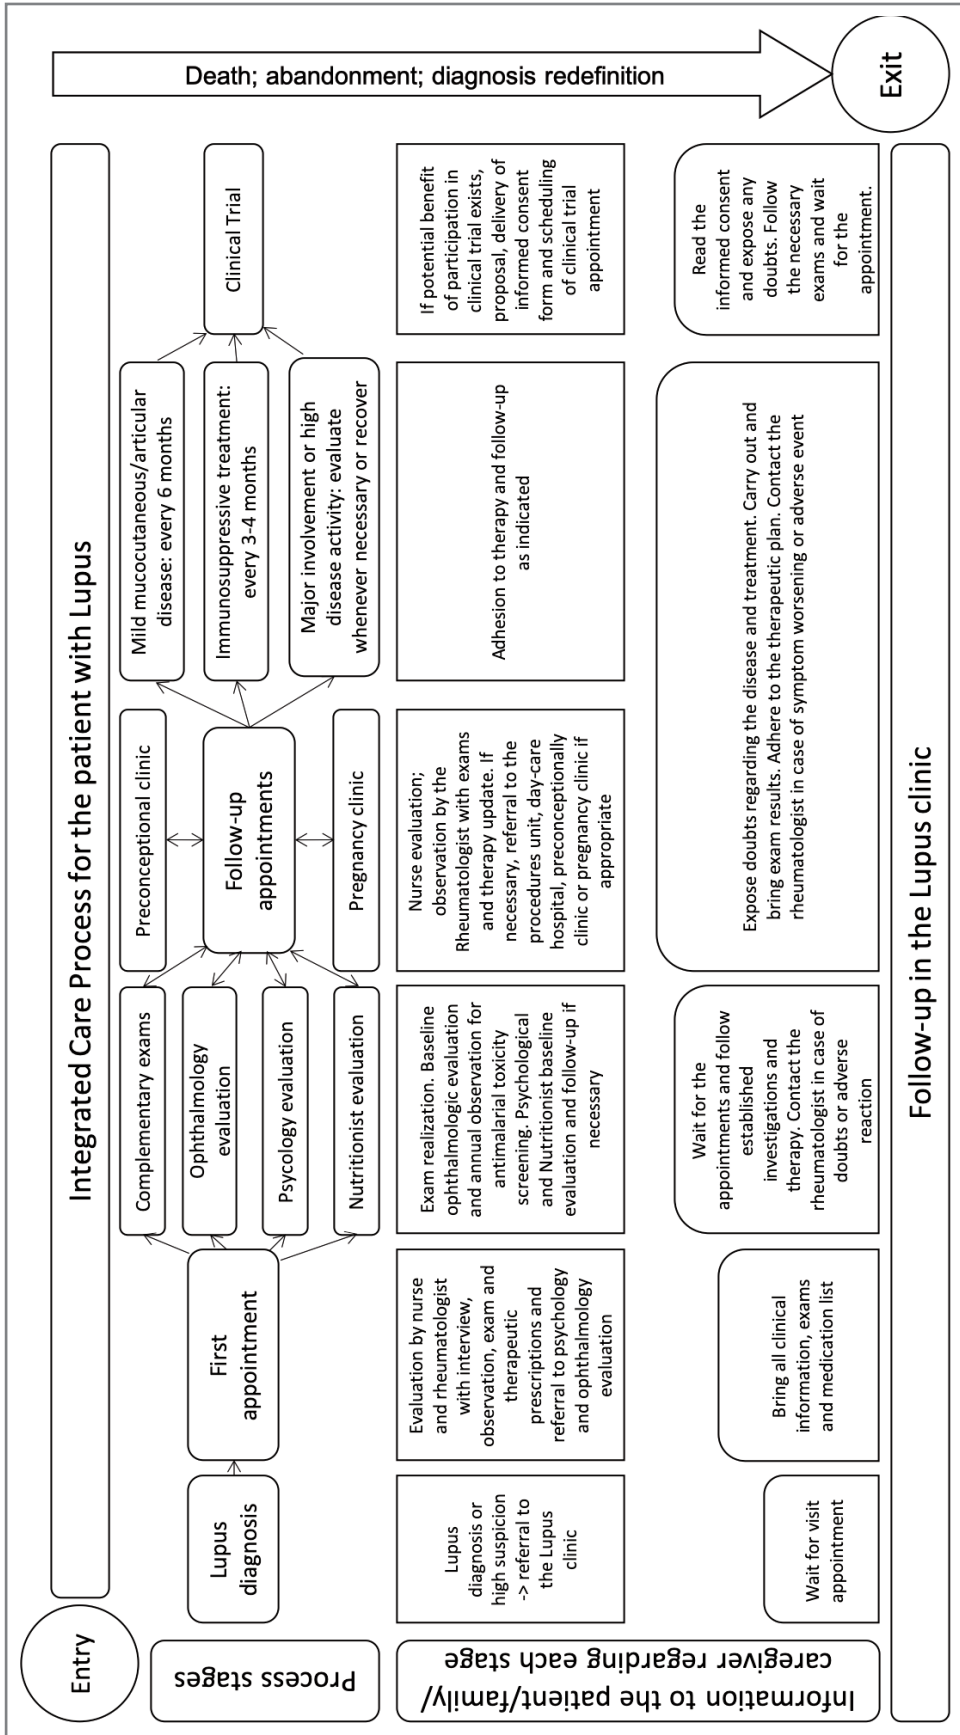 Entry
Integrated Care Process for the patient with Lupus
Death; abandonment; diagnosis redefinition
Exit
Process stages
Lupus
diagnosis
First
appointment
Complementary exams
Ophthalmology
evaluation
Psycology evaluation
Nutritionist evaluation
Preconceptional clinic
Follow-up
appointments
Pregnancy clinic
Mild mucocutaneous/articular
disease: every 6 months
Immunosuppressive treatment:
every 3-4 months
Major involvement or high
disease activity: evaluate
whenever necessary or recover
Clinical Trial
Information to the patient/family/
caregiver regarding each stage
Lupus
diagnosis or
high suspicion
-> referral to
the Lupus
clinic
Evaluation by nurse
and rheumatologist
with interview,
observation, exam and
therapeutic
prescriptions and
referral to psychology
and ophthalmology
evaluation
Exam realization. Baseline
ophthalmologic evaluation
and annual observation for
antimalarial toxicity
screening. Psychological
and Nutritionist baseline
evaluation and follow-up if
necessary
Nurse evaluation;
observation by the
Rheumatologist with exams
and therapy update. If
necessary, referral to the
procedures unit, day-care
hospital, preconceptionally
clinic or pregnancy clinic if
appropriate
Adhesion to therapy and follow-up
as indicated
If potential benefit
of participation in
clinical trial exists,
proposal, delivery of
informed consent
form and scheduling
of clinical trial
appointment
Wait for visit
appointment
Bring all clinical
information, exams
and medication list
Wait for the
appointments and follow
established
investigations and
therapy. Contact the
rheumatologist in case of
doubts or adverse
reaction
Expose doubts regarding the disease and treatment. Carry out and
bring exam results. Adhere to the therapeutic plan. Contact the
rheumatologist in case of symptom worsening or adverse event
Read the
informed consent
and expose any
doubts. Follow
the necessary
exams and wait
for the
appointment.
Follow-up in the Lupus clinic